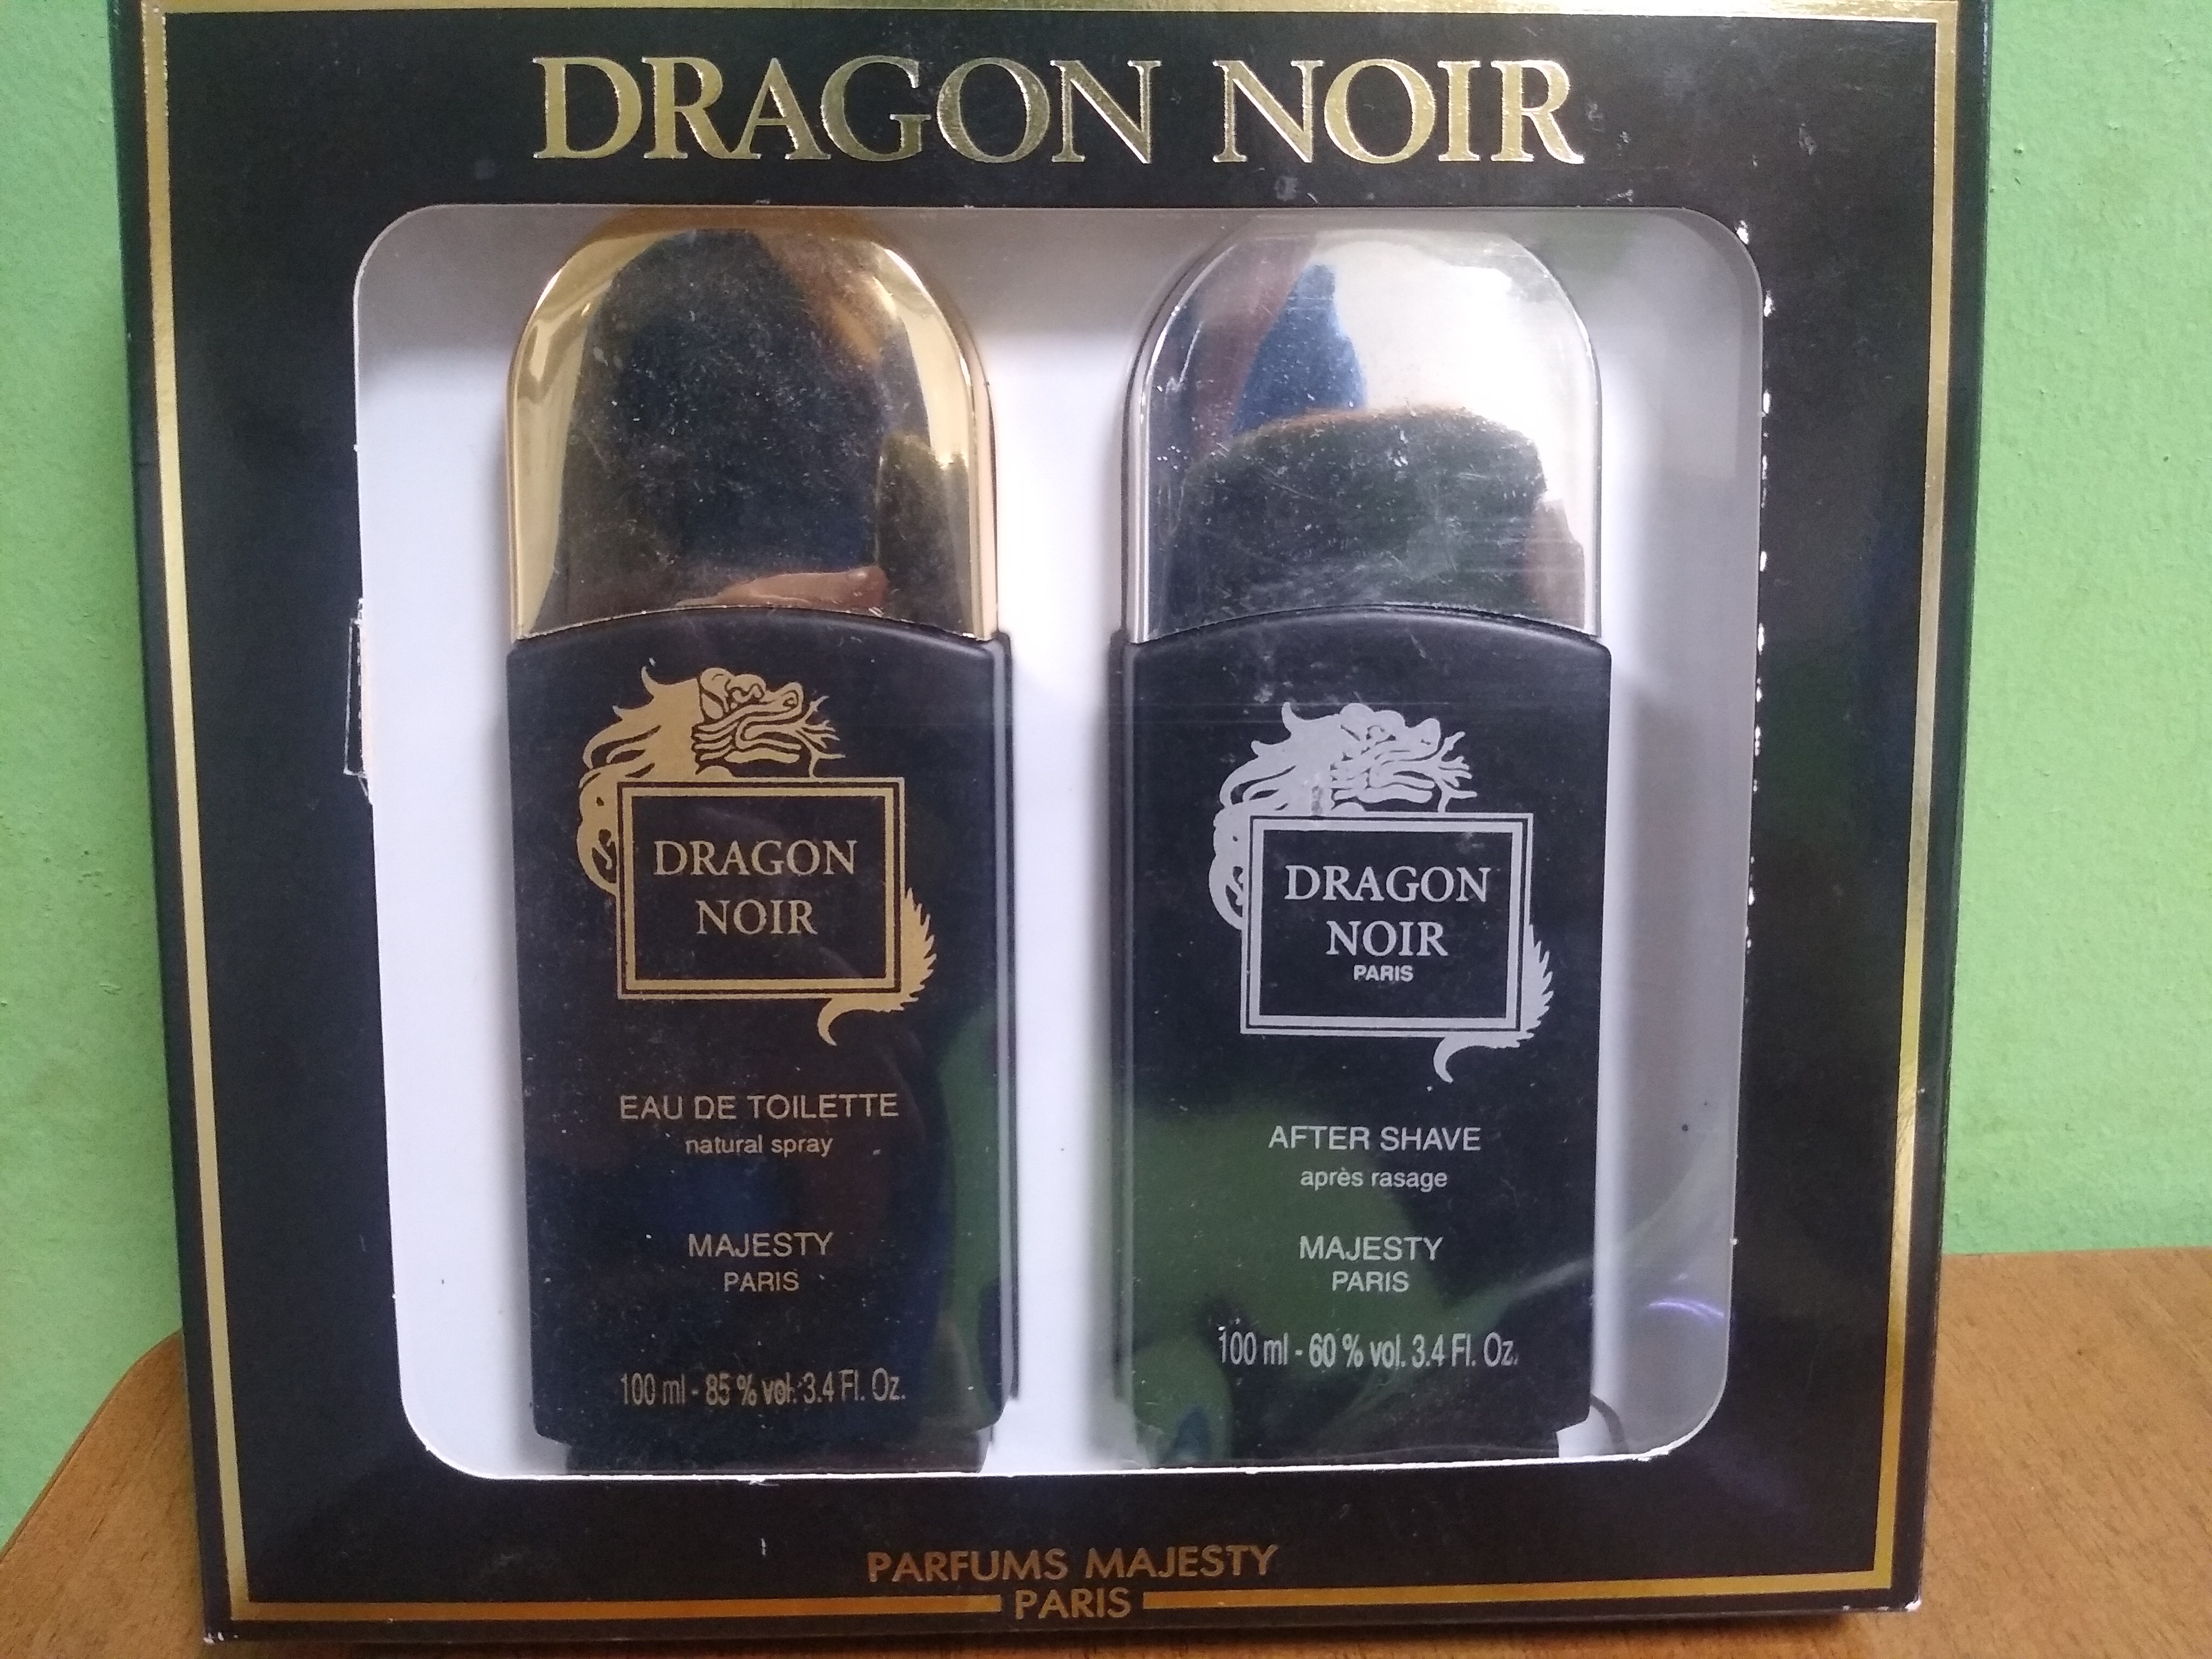 DRAGON NOIR
DRAGON
NOIR
EAU DE TOILETTE
natural spray
MAJESTY
PARIS
100 ml - 85 % vol. 3.4 Fl. Oz.
DRAGON
NOIR
PARIS
AFTER SHAVE
après rasage
MAJESTY
PARIS
100 ml - 60 % vol. 3.4 Fl. Oz.
PARFUMS MAJESTY
PARIS